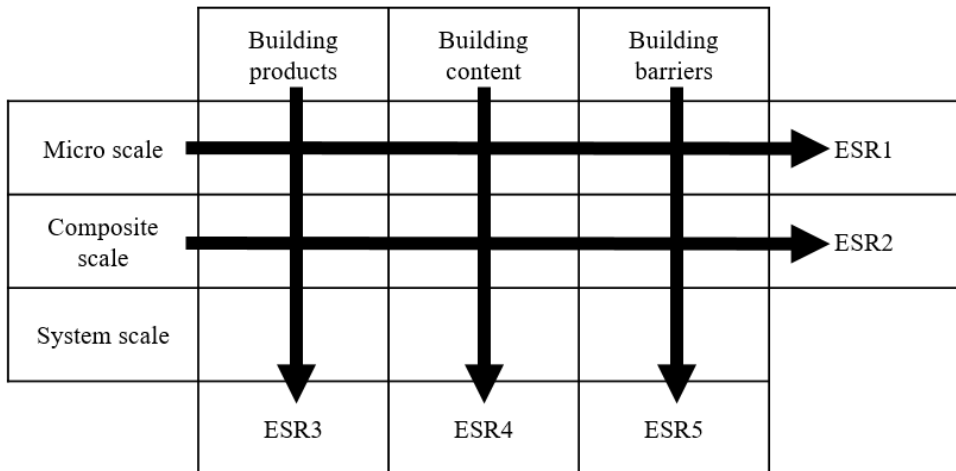 Building
products
Building
content
Building
barriers
Micro scale
ESR1
Composite
scale
ESR2
System scale
ESR3
ESR4
ESR5